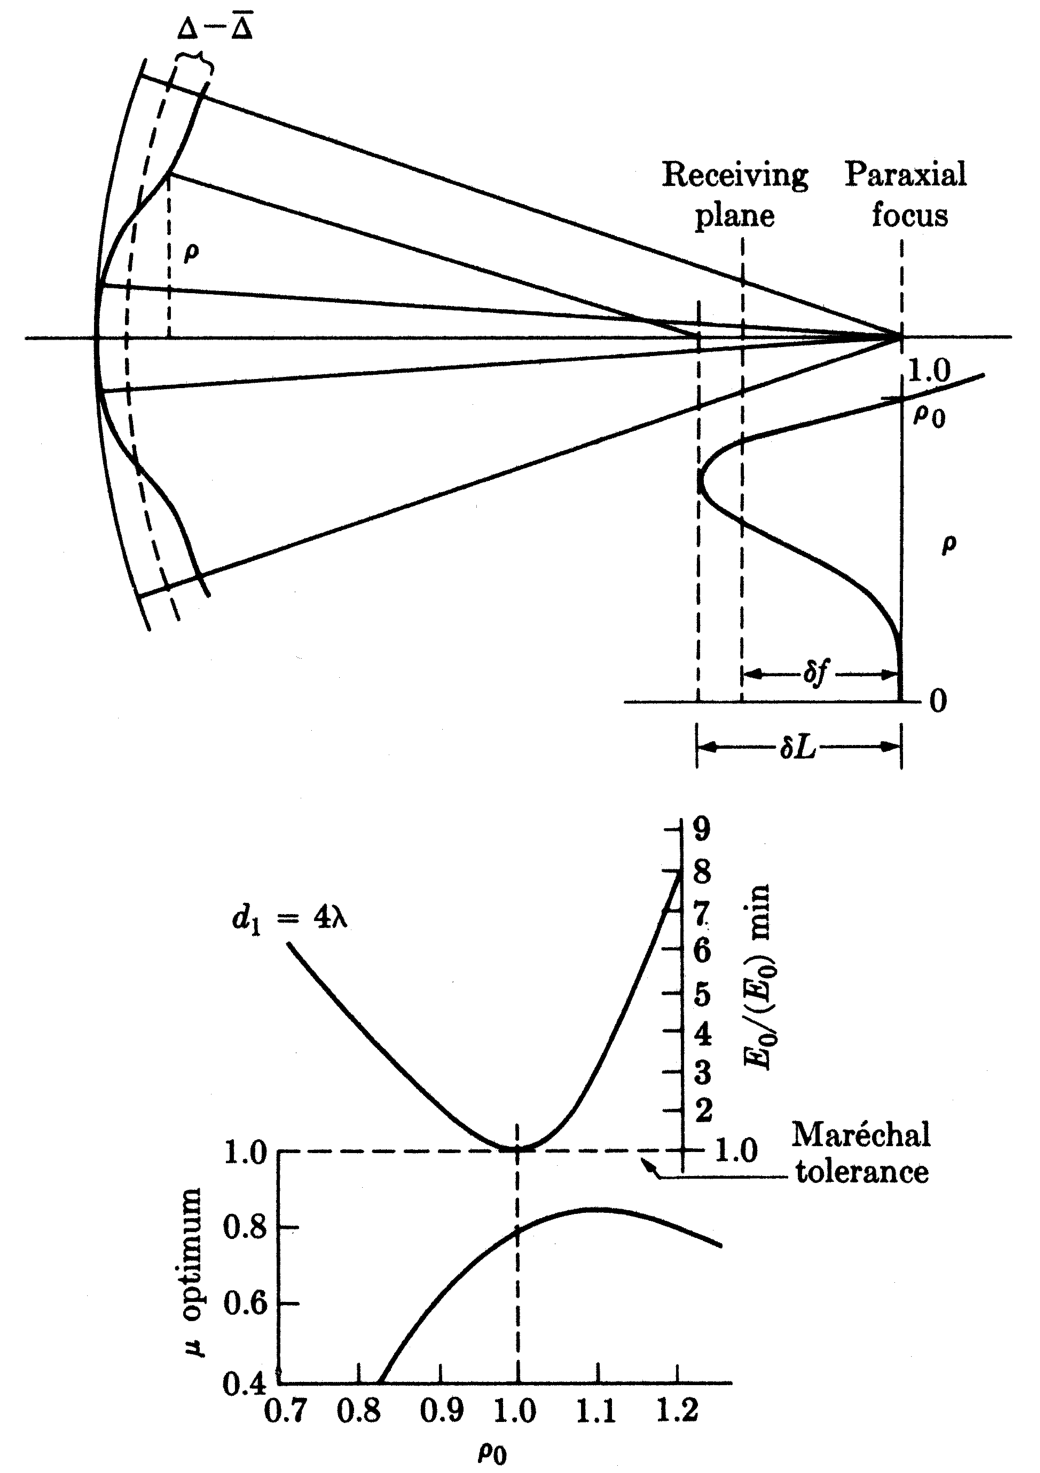 Δ − Δ̅
Receiving
plane
Paraxial
focus
ρ
1.0
ρ0
ρ
δf
0
δL
9
8
7
6
5
4
3
2
1.0
E0/(E0) min
d1 = 4λ
Maréchal
tolerance
1.0
0.8
0.6
0.4
μ optimum
0.7 0.8 0.9 1.0 1.1 1.2
ρ0